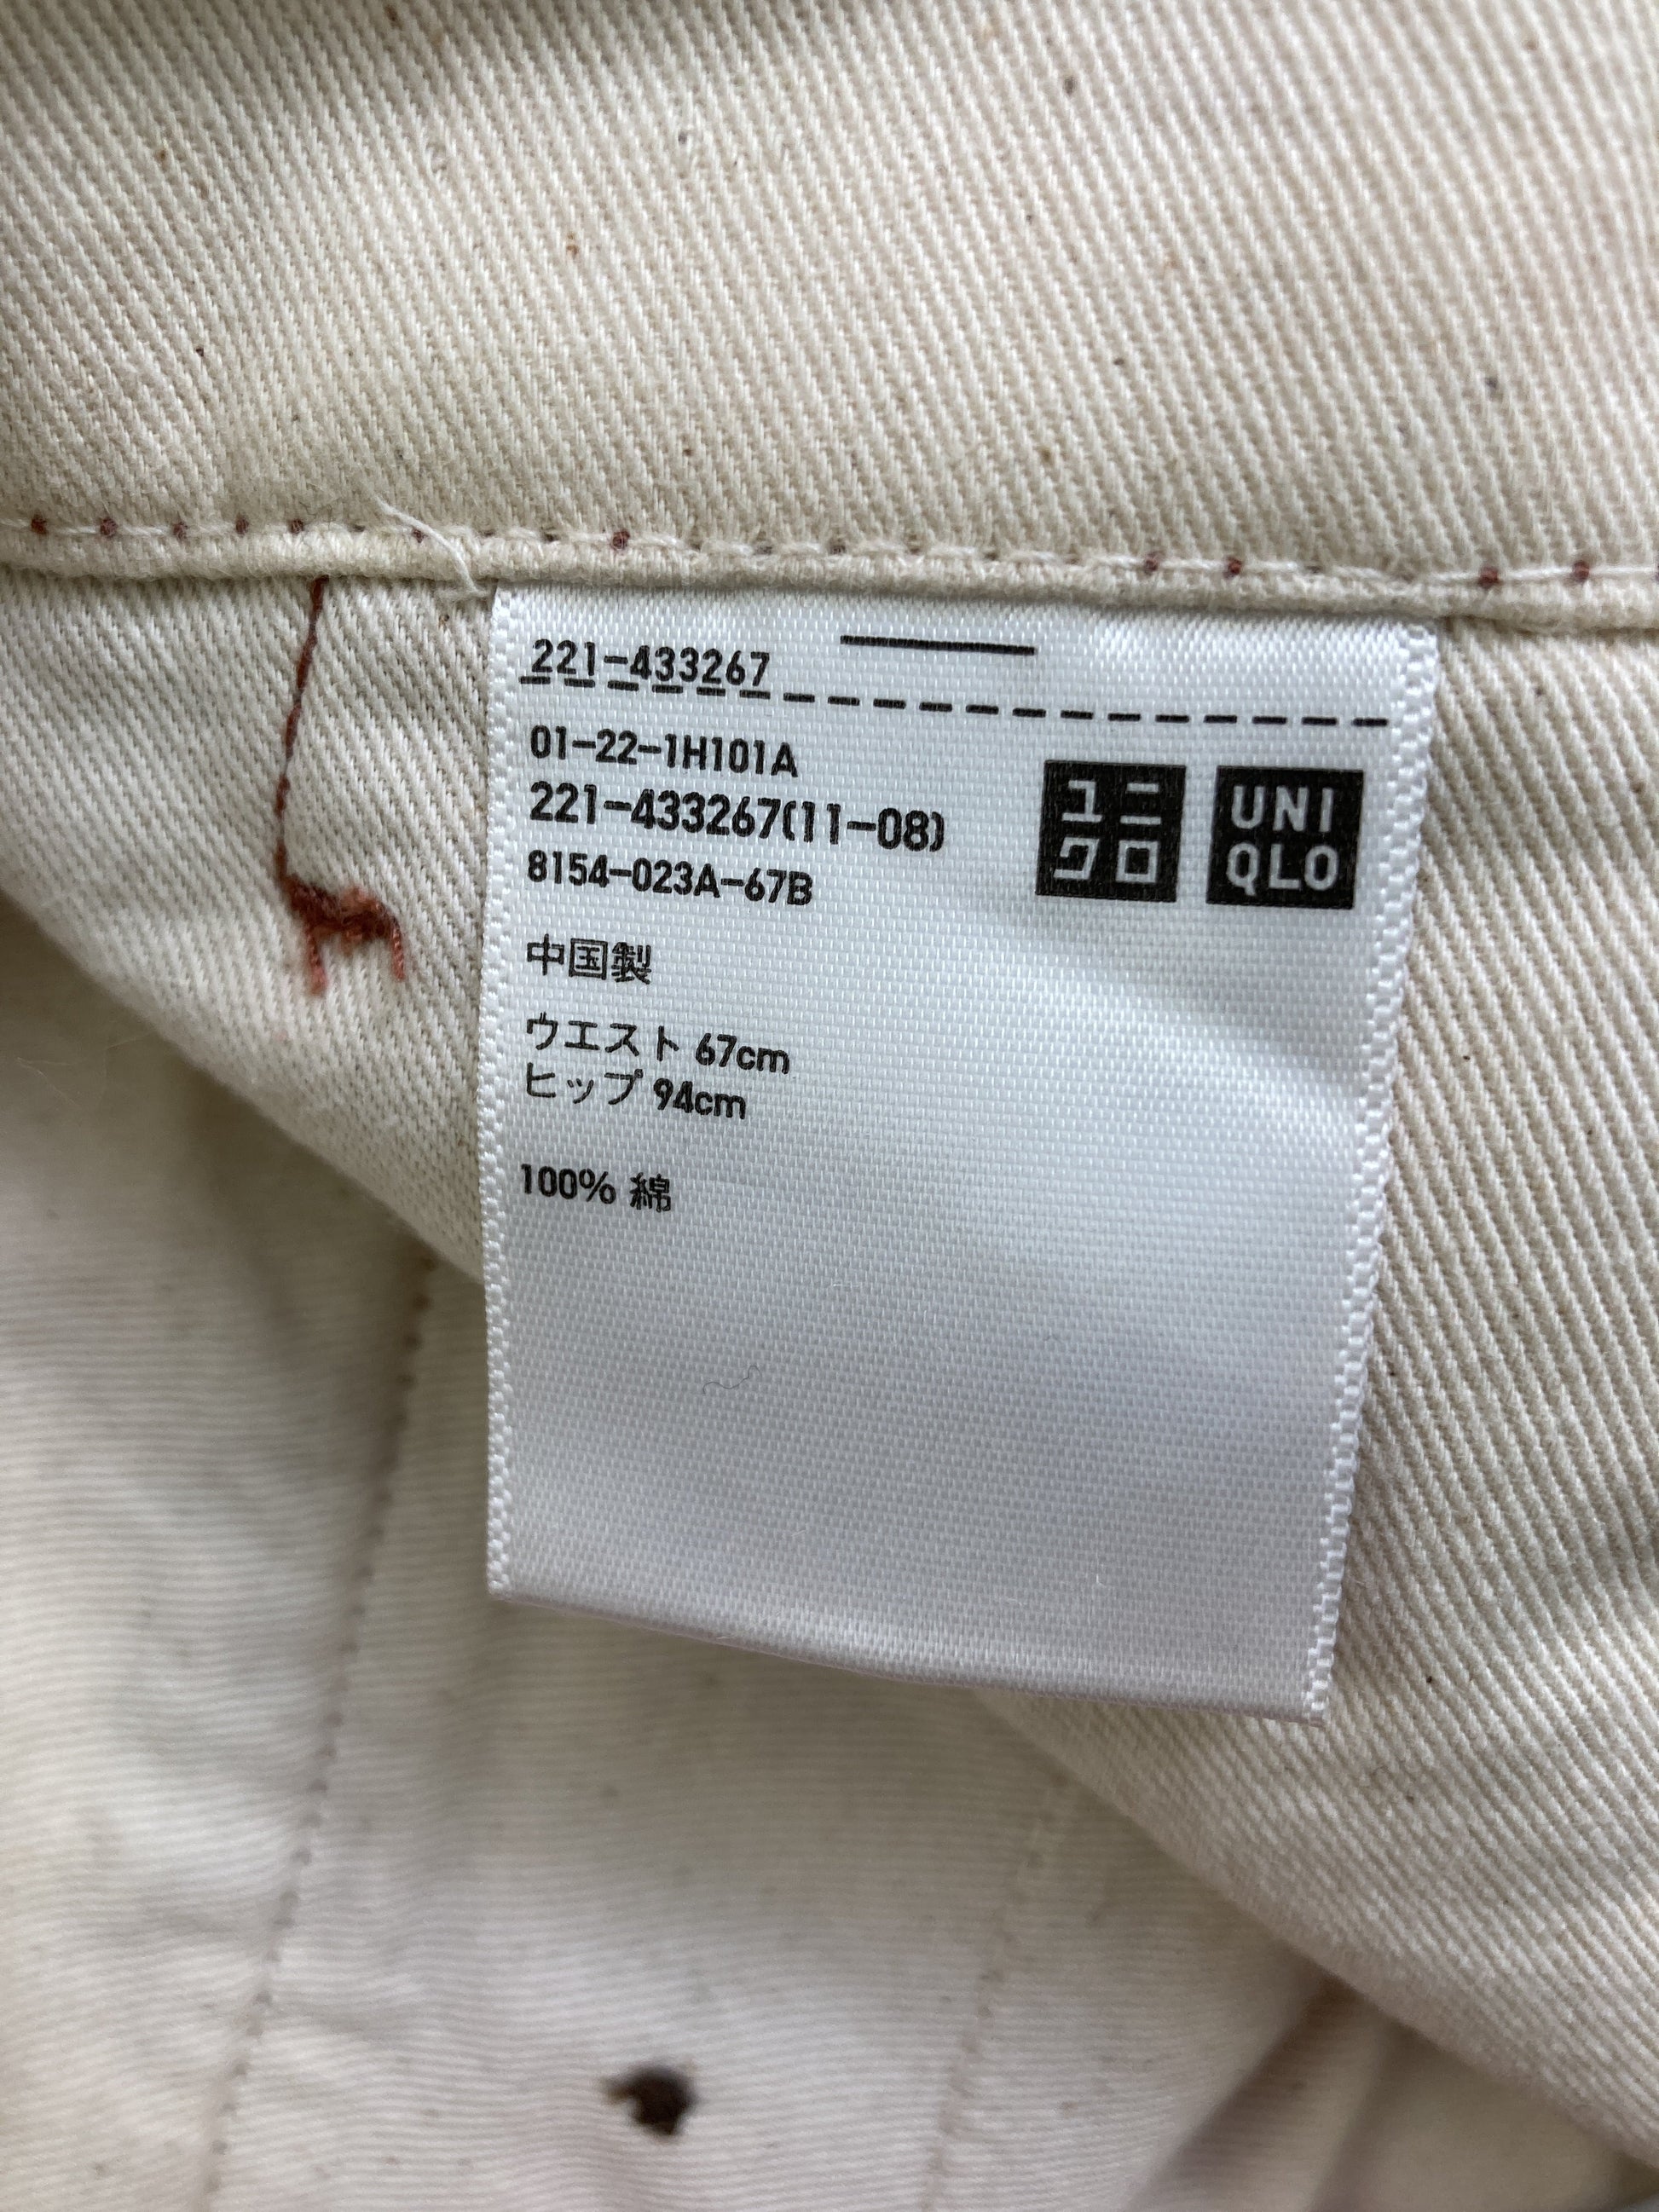 221-433267
01-22-1H101A
221-433267(11-08)
8154-023A-67B
ユニ
クロ
UNI
QLO
中国製
ウエスト 67cm
ヒップ 94cm
100% 綿